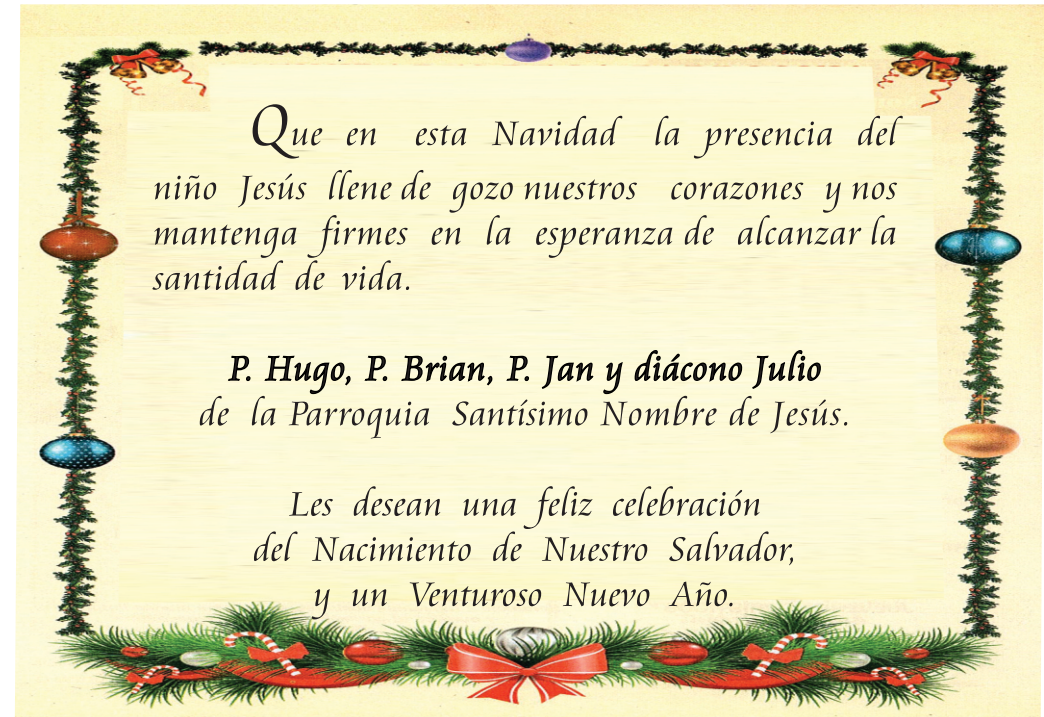 Que en esta Navidad la presencia del
niño Jesús llene de gozo nuestros corazones y nos
mantenga firmes en la esperanza de alcanzar la
santidad de vida.
P. Hugo, P. Brian, P. Jan y diácono Julio
de la Parroquia Santísimo Nombre de Jesús.
Les desean una feliz celebración
del Nacimiento de Nuestro Salvador,
y un Venturoso Nuevo Año.